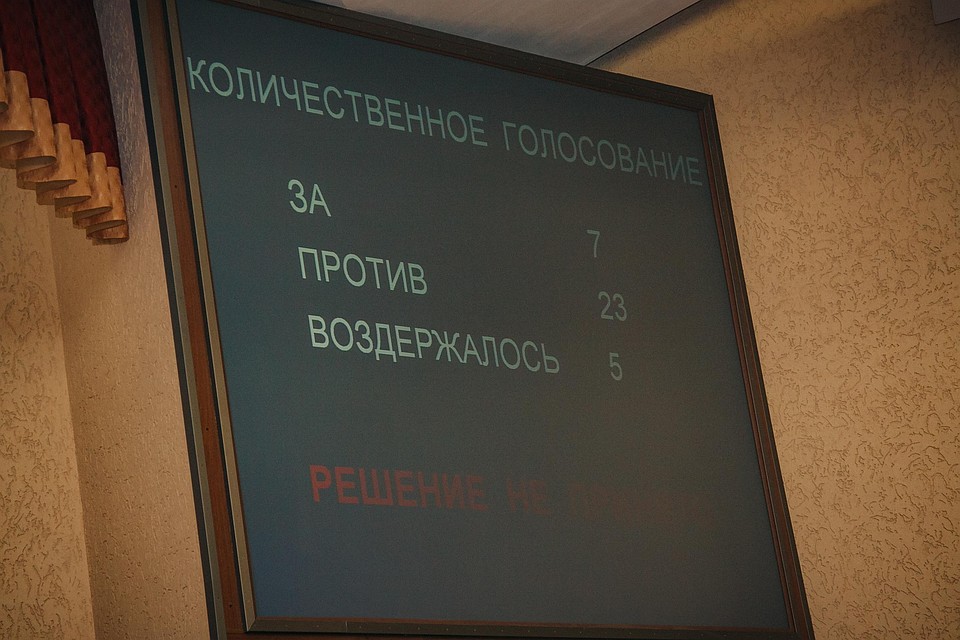 КОЛИЧЕСТВЕННОЕ ГОЛОСОВАНИЕ
ЗА 7
ПРОТИВ 23
ВОЗДЕРЖАЛОСЬ 5
РЕШЕНИЕ НЕ